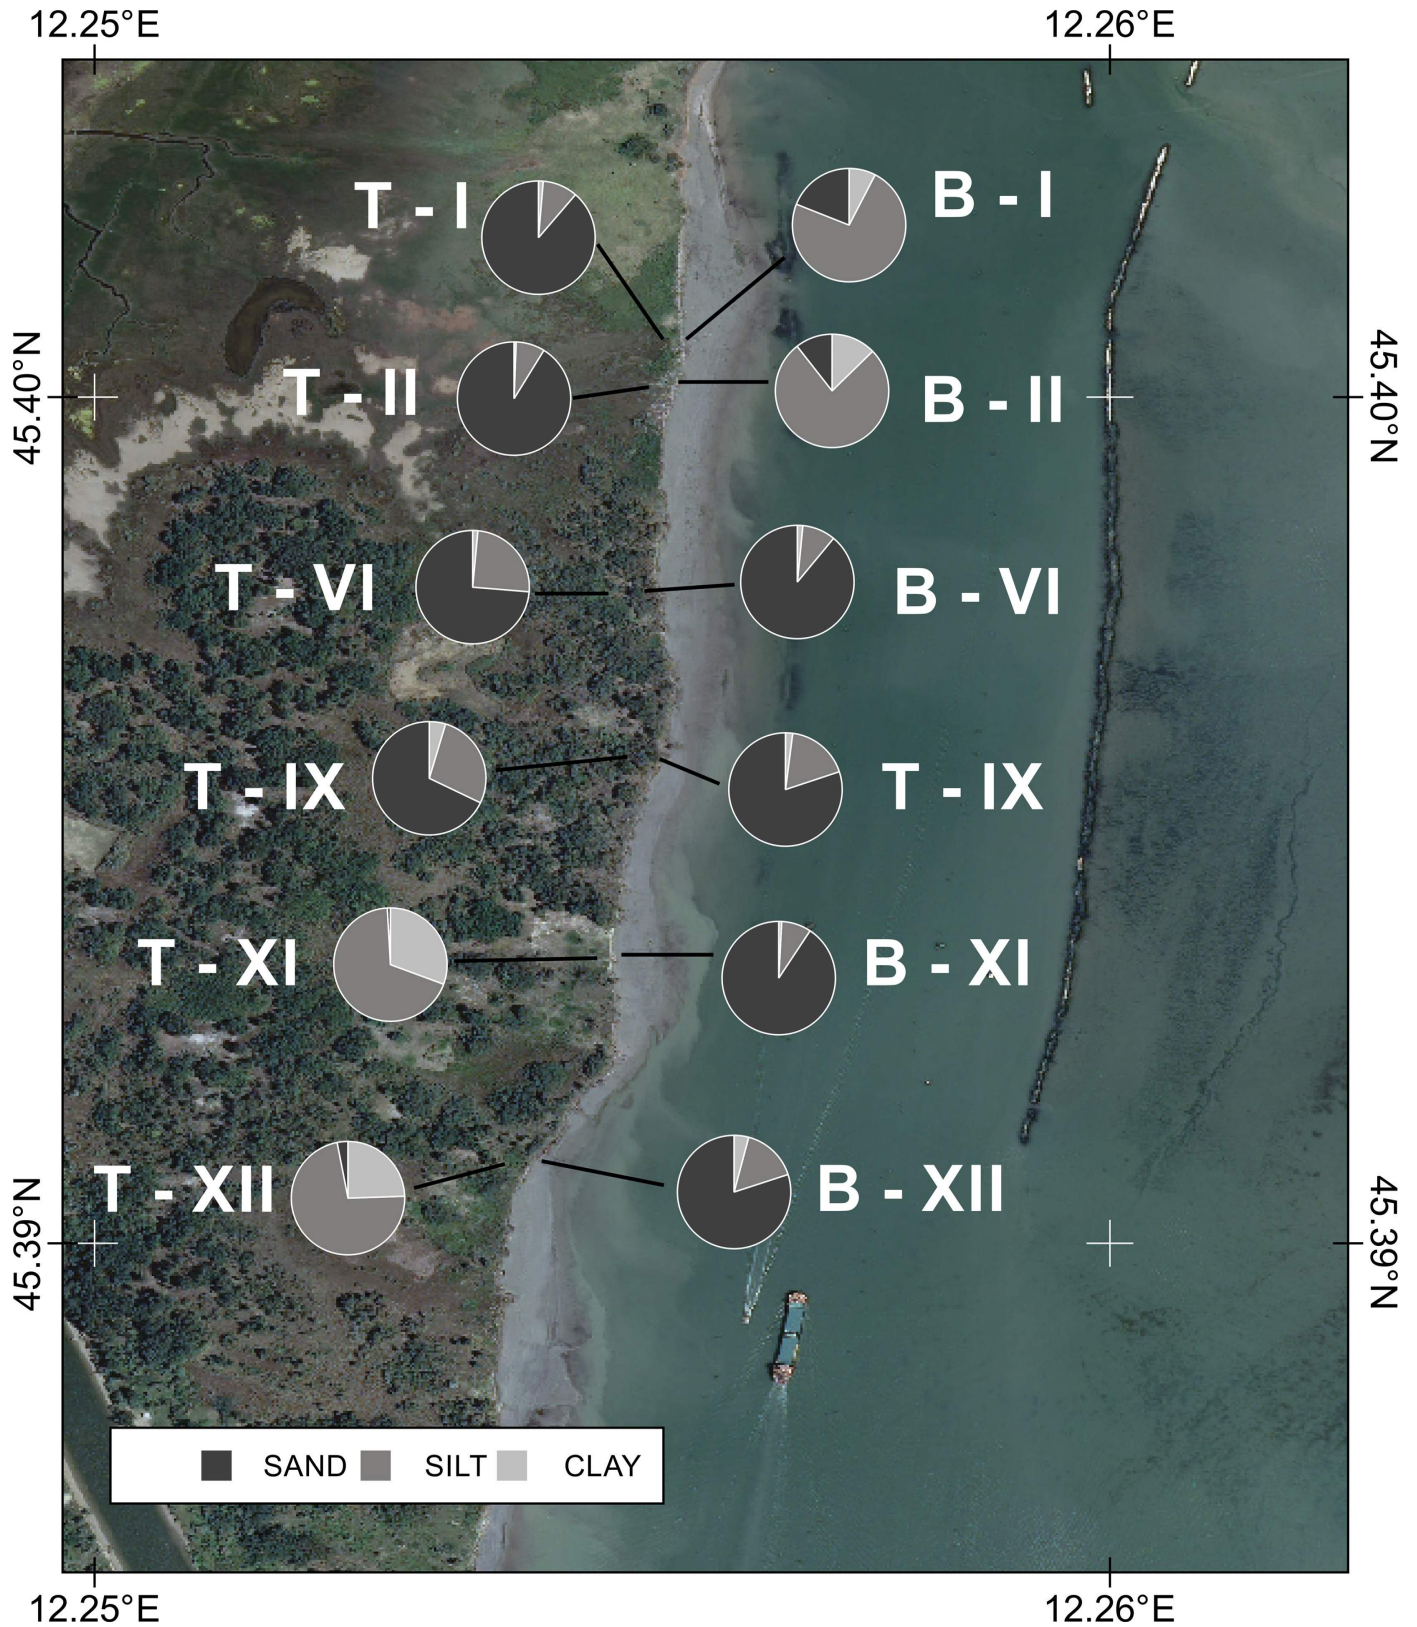 12.25°E 12.26°E
T - I B - I
45.40°N 45.40°N
T - II B - II
T - VI B - VI
T - IX T - IX
T - XI B - XI
T - XII B - XII
45.39°N 45.39°N
SAND SILT CLAY
12.25°E 12.26°E